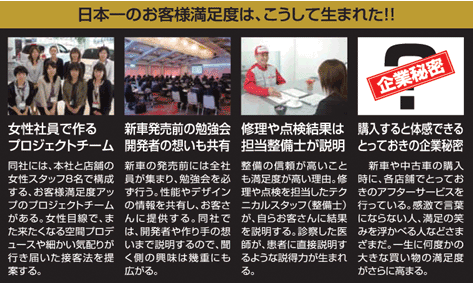 日本一のお客様満足度は、こうして生まれた!!
女性社員で作る
プロジェクトチーム
同社には、本社と店舗の
女性スタッフ8名で構成
する、お客様満足度アッ
プのプロジェクトチーム
がある。女性目線で、ま
た来たくなる空間プロデ
ュースや細かい気配りが
行き届いた接客法を提
案する。
新車発売前の勉強会
開発者の想いも共有
新車の発売前には全社
員が集まり、勉強会を必
ず行う。性能やデザイン
の情報を共有し、お客さ
んに提供する。同社で
は、開発者や作り手の想
いまで説明するので、聞
く側の興味は幾重にも
広がる。
修理や点検結果は
担当整備士が説明
整備の信頼が高いこと
も満足度が高い理由。修
理や点検を担当したテク
ニカルスタッフ(整備士)
が、自らお客さんに結果
を説明する。診察した医
師が、患者に直接説明す
るような説得力が生まれ
る。
?
企業秘密
購入すると体感できる
とっておきの企業秘密
新車や中古車の購入
時に、各店舗でとってお
きのアフターサービスを
行っている。感激で言葉
にならない人、満足の笑
みを浮かべる人などさま
ざまだ。一生に何度かの
大きな買い物の満足度
がさらに高まる。